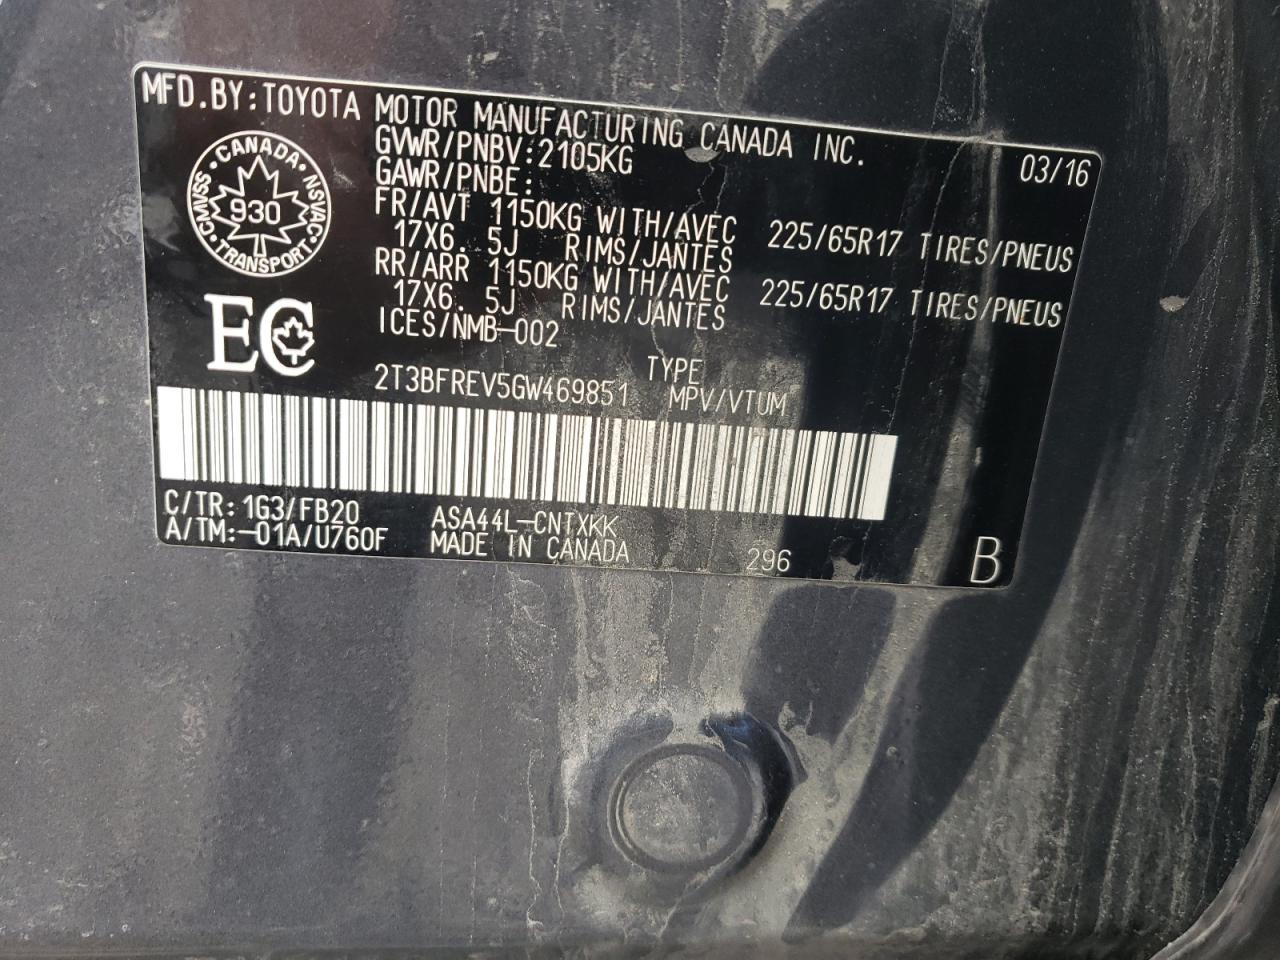 MFD.BY:TOYOTA MOTOR MANUFACTURING CANADA INC.
03/16
GVWR/PNBV:2105KG
GAWR/PNBE:
FR/AVT 1150KG WITH/AVEC 225/65R17 TIRES/PNEUS
17X6.5J RIMS/JANTES
RR/ARR 1150KG WITH/AVEC 225/65R17 TIRES/PNEUS
17X6.5J RIMS/JANTES
ICES/NMB-002
CANADA
CMVSS
NSVAC
930
TRANSPORT
EC
2T3BFREV5GW469851
TYPE
MPV/VTUM
C/TR:1G3/FB20 ASA44L-CNTXKK
A/TM:-01A/U760F MADE IN CANADA 296 B